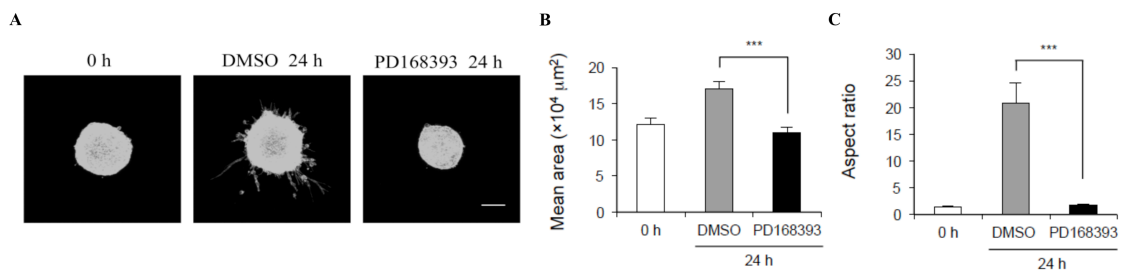 A
0 h
DMSO 24 h
PD168393 24 h
B
Mean area (×10⁴ μm²)
20
15
10
5
0
***
0 h
DMSO
PD168393
24 h
C
Aspect ratio
30
25
20
15
10
5
0
***
0 h
DMSO
PD168393
24 h